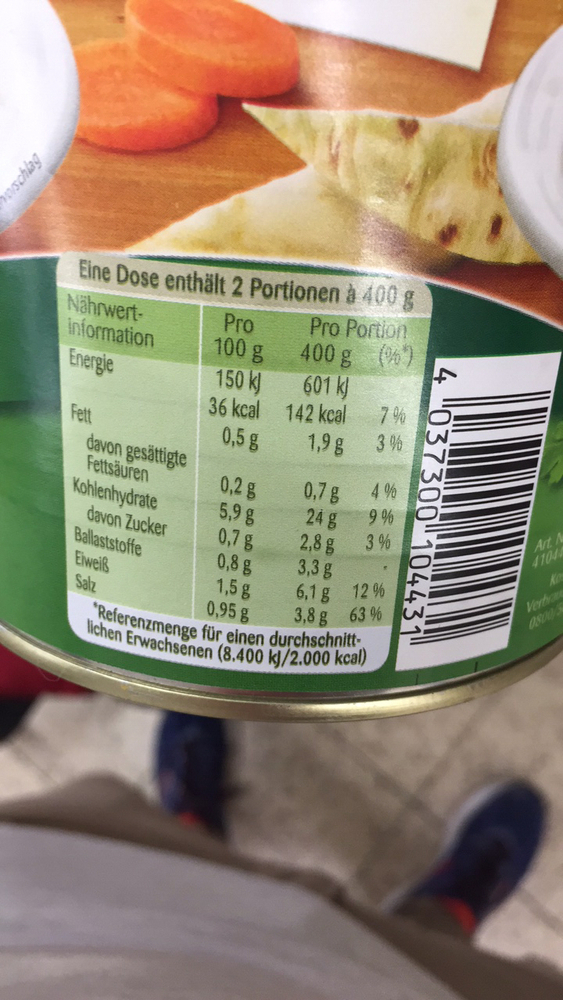 Eine Dose enthält 2 Portionen à 400 g
Nährwert-
information
Pro
100 g
Pro Portion
400 g (%*)
Energie 150 kJ 601 kJ
36 kcal 142 kcal 7 %
Fett 0,5 g 1,9 g 3 %
davon gesättigte
Fettsäuren 0,2 g 0,7 g 4 %
Kohlenhydrate 5,9 g 24 g 9 %
davon Zucker 0,7 g 2,8 g 3 %
Ballaststoffe 0,8 g 3,3 g -
Eiweiß 1,5 g 6,1 g 12 %
Salz 0,95 g 3,8 g 63 %
*Referenzmenge für einen durchschnitt-
lichen Erwachsenen (8.400 kJ/2.000 kcal)
4 037300 104431
Art.